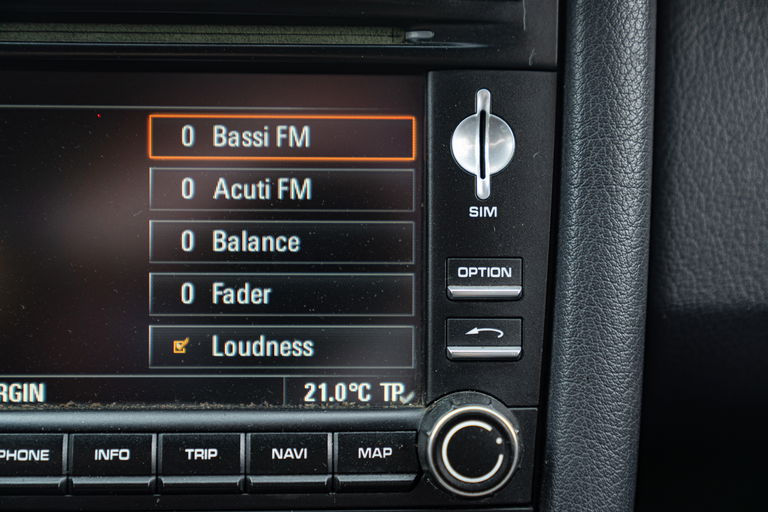 0 Bassi FM
0 Acuti FM
0 Balance
0 Fader
Loudness
RGIN
21.0°C TP
SIM
OPTION
PHONE
INFO
TRIP
NAVI
MAP